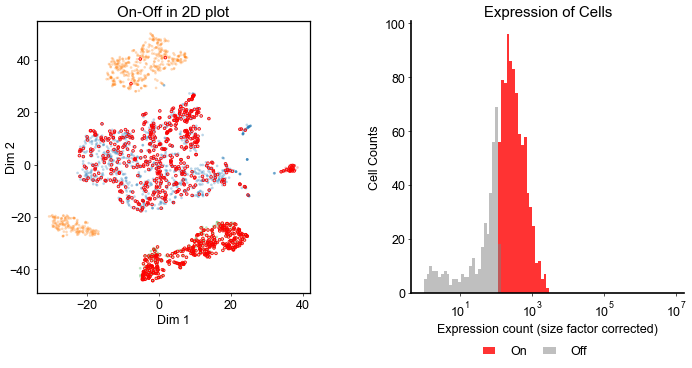 On-Off in 2D plot
Dim 2
40
20
0
−20
−40
−20 0 20 40
Dim 1
Expression of Cells
Cell Counts
100
80
60
40
20
0
10^1 10^3 10^5 10^7
Expression count (size factor corrected)
On Off